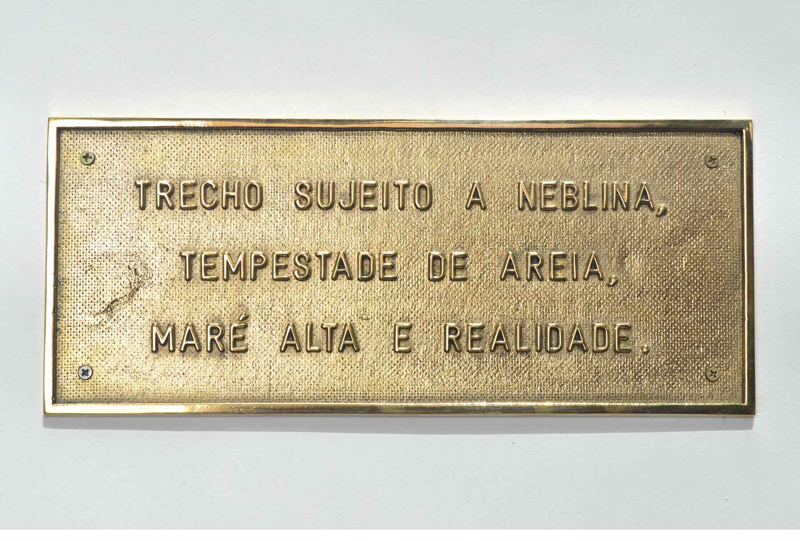 TRECHO SUJEITO A NEBLINA,
TEMPESTADE DE AREIA,
MARÉ ALTA E REALIDADE.